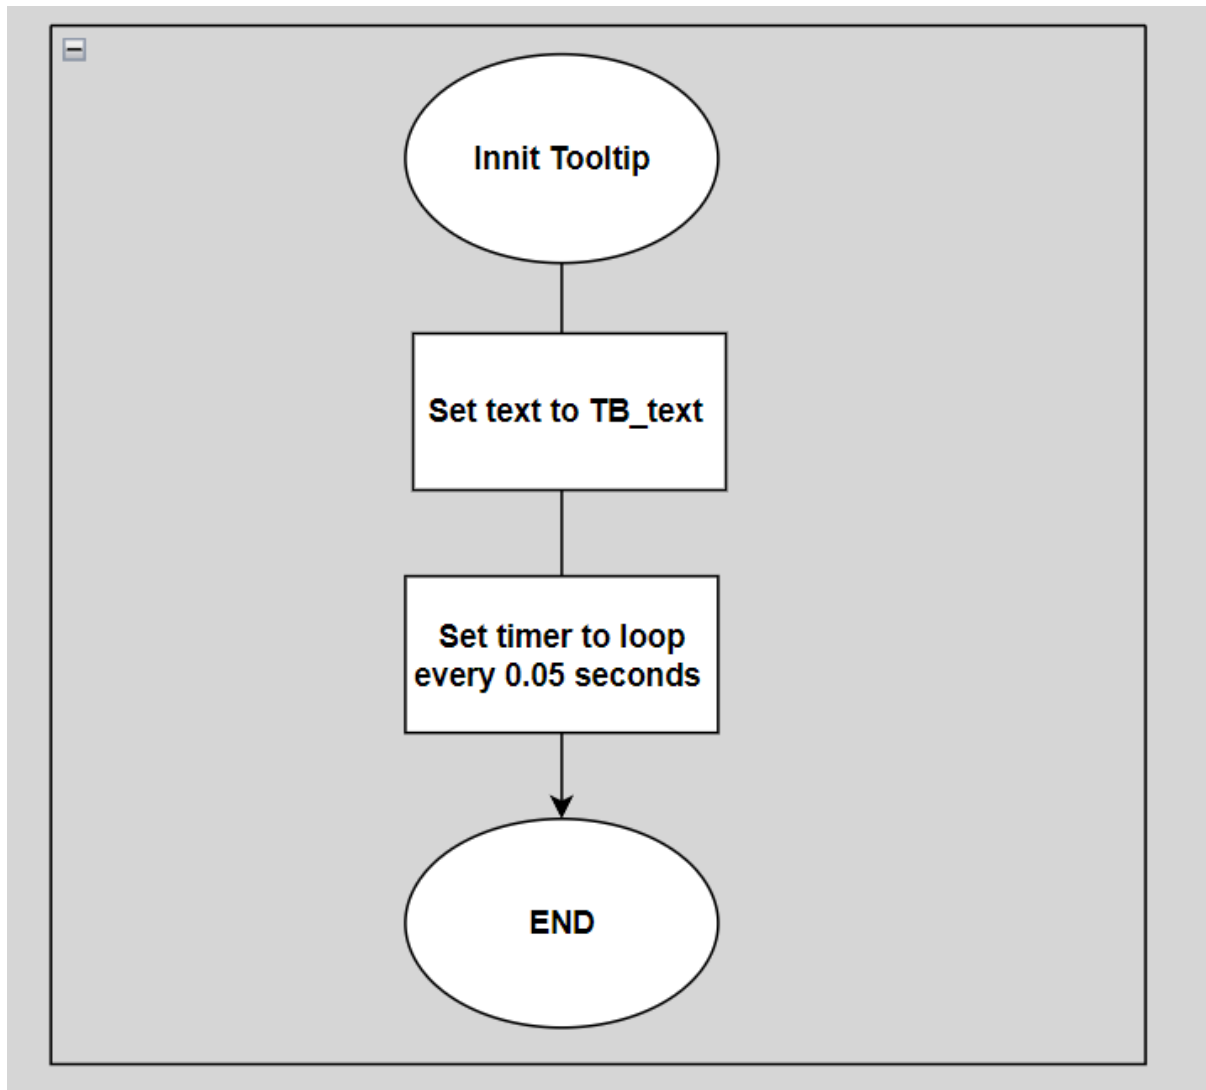 Innit Tooltip
Set text to TB_text
Set timer to loop
every 0.05 seconds
END